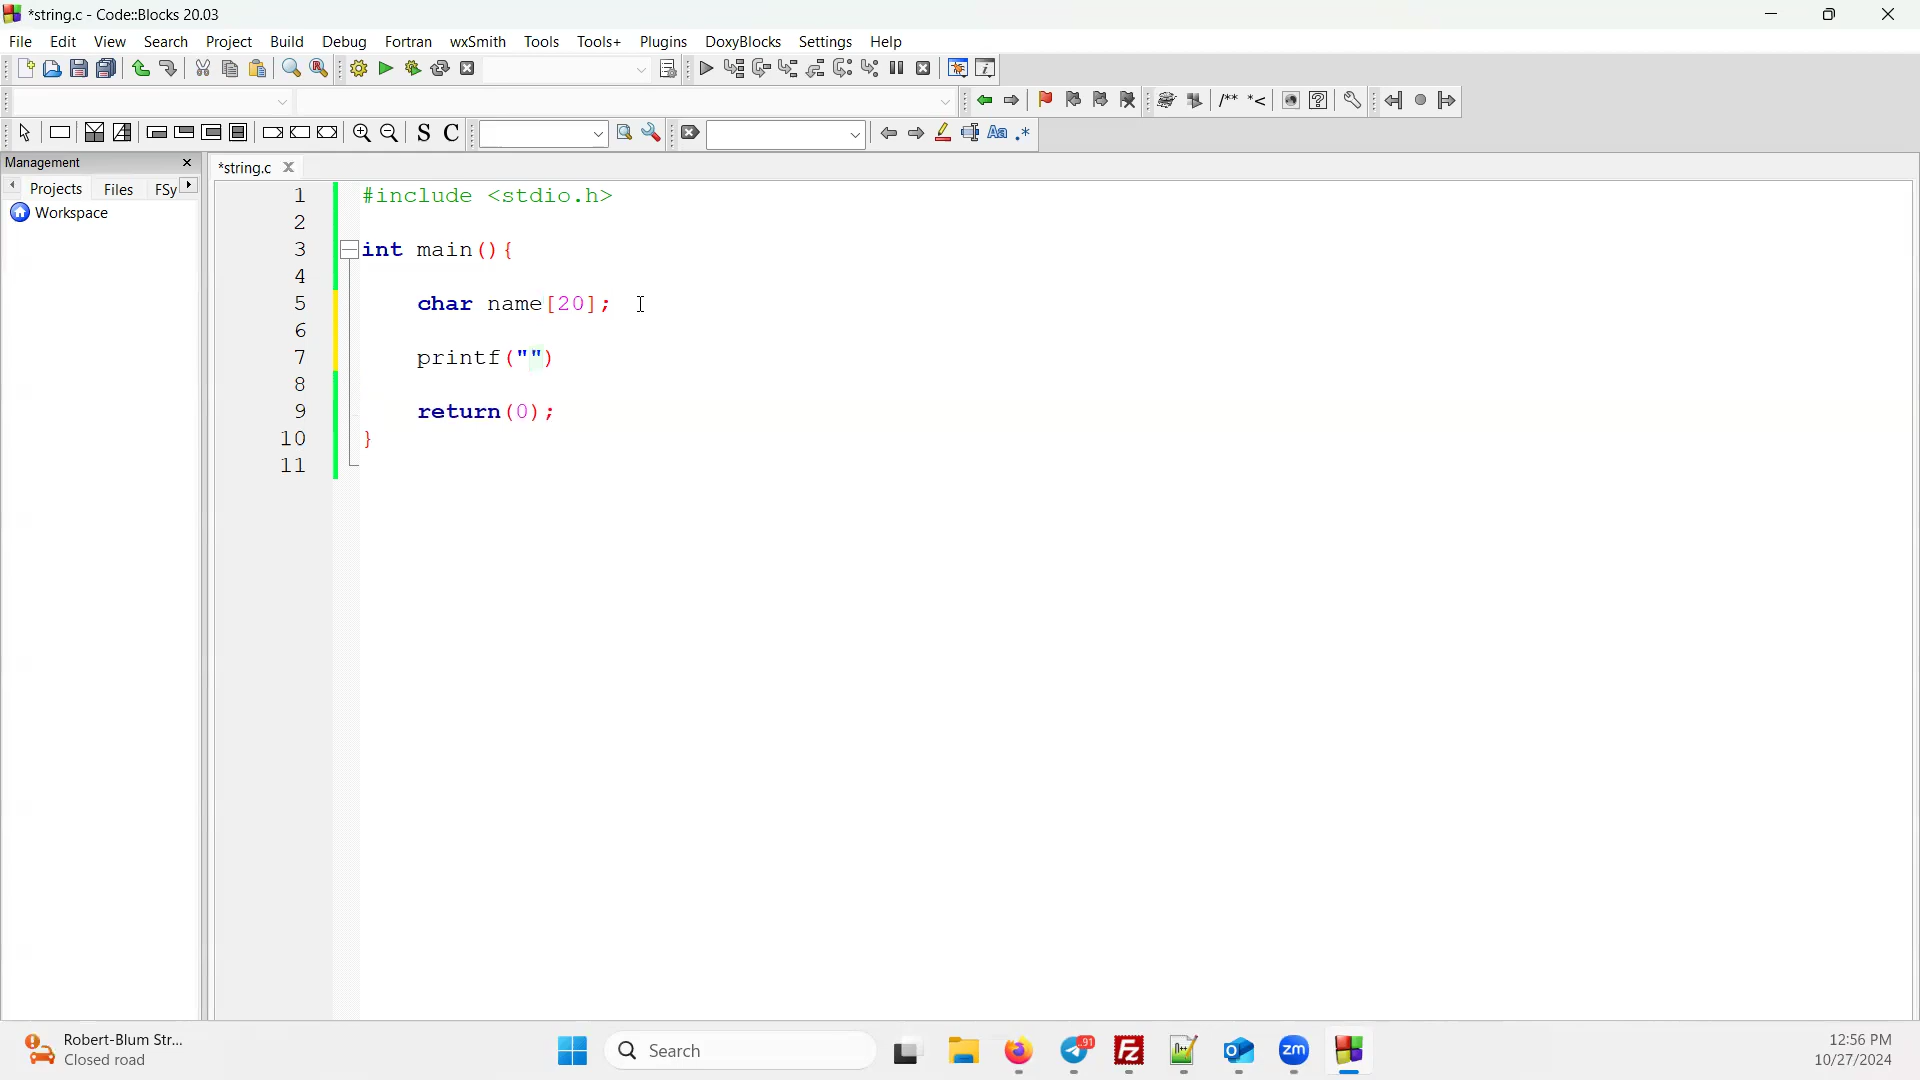 *string.c - Code::Blocks 20.03
File Edit View Search Project Build Debug Fortran wxSmith Tools Tools+ Plugins DoxyBlocks Settings Help
/** *<
S C Aa .*
Management
*string.c
Projects Files FSy
Workspace
1 #include <stdio.h>
2
3 int main(){
4
5 char name[20];
6
7 printf("")
8
9 return(0);
10 }
11
Robert-Blum Str...
Closed road
Search
91
zm
12:56 PM
10/27/2024